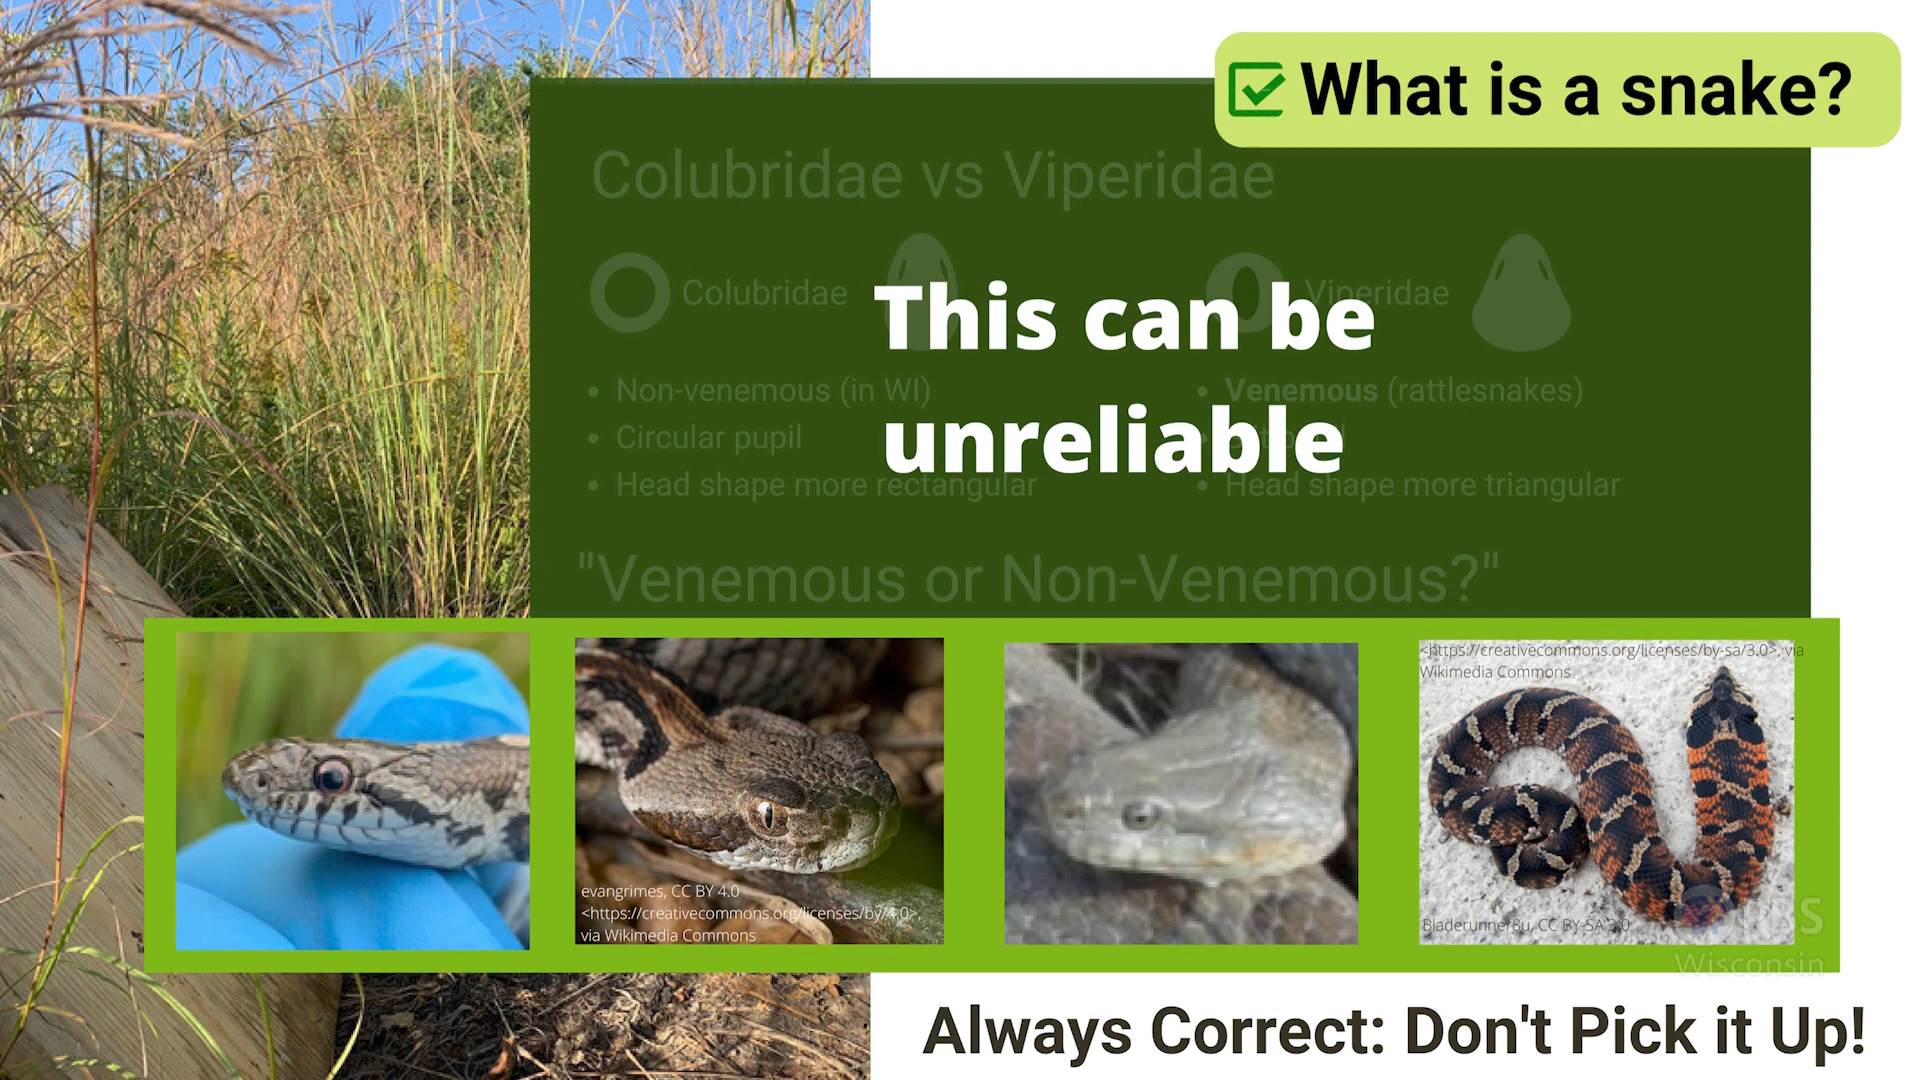 What is a snake?
Colubridae vs Viperidae
Colubridae
Viperidae
This can be
unreliable
• Non-venemous (in WI)
• Circular pupil
• Head shape more rectangular
• Venemous (rattlesnakes)
• Head shape more triangular
"Venemous or Non-Venemous?"
evangrimes, CC BY 4.0
<https://creativecommons.org/licenses/by/4.0>,
via Wikimedia Commons
<https://creativecommons.org/licenses/by-sa/3.0>, via
Wikimedia Commons
Bladerunner8u, CC BY-SA 3.0
PBS
Wisconsin
Always Correct: Don't Pick it Up!